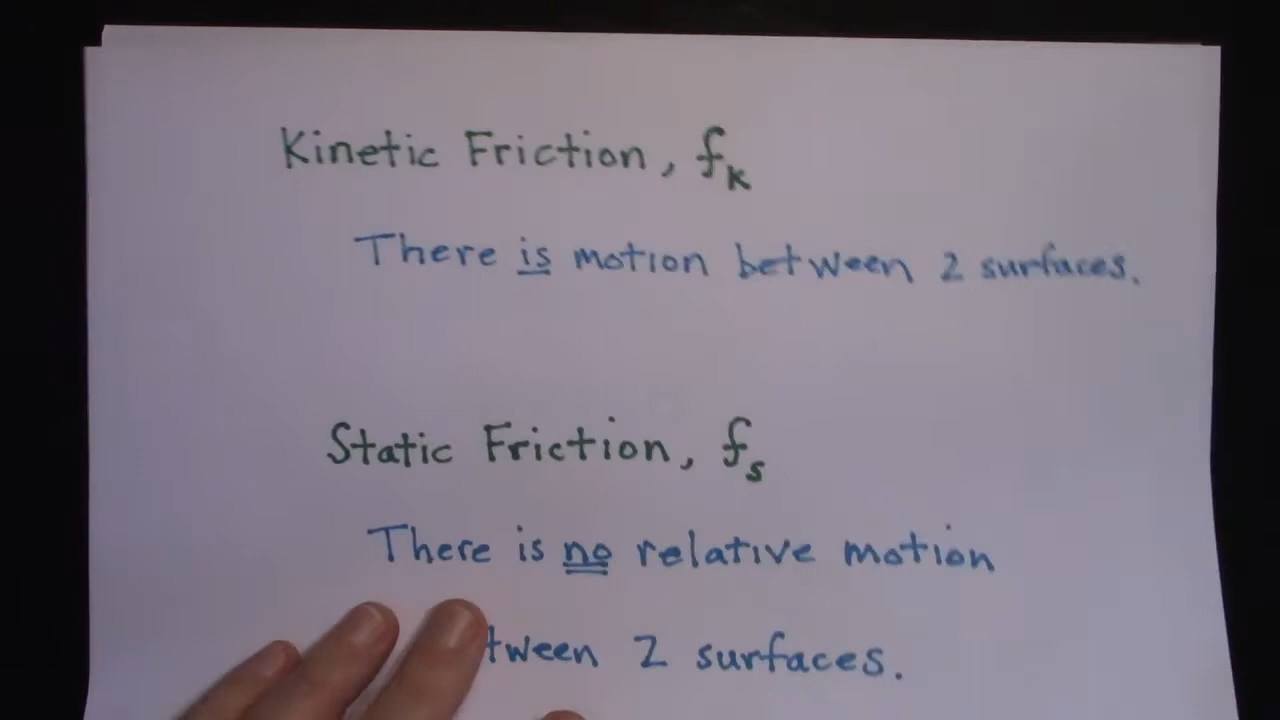 Kinetic Friction, fk
There is motion between 2 surfaces.
Static Friction, fs
There is no relative motion
tween 2 surfaces.